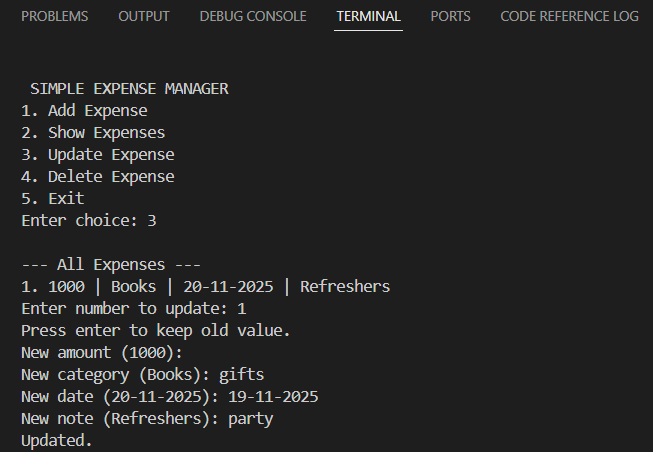 PROBLEMS OUTPUT DEBUG CONSOLE TERMINAL PORTS CODE REFERENCE LOG
SIMPLE EXPENSE MANAGER
1. Add Expense
2. Show Expenses
3. Update Expense
4. Delete Expense
5. Exit
Enter choice: 3
--- All Expenses ---
1. 1000 | Books | 20-11-2025 | Refreshers
Enter number to update: 1
Press enter to keep old value.
New amount (1000):
New category (Books): gifts
New date (20-11-2025): 19-11-2025
New note (Refreshers): party
Updated.